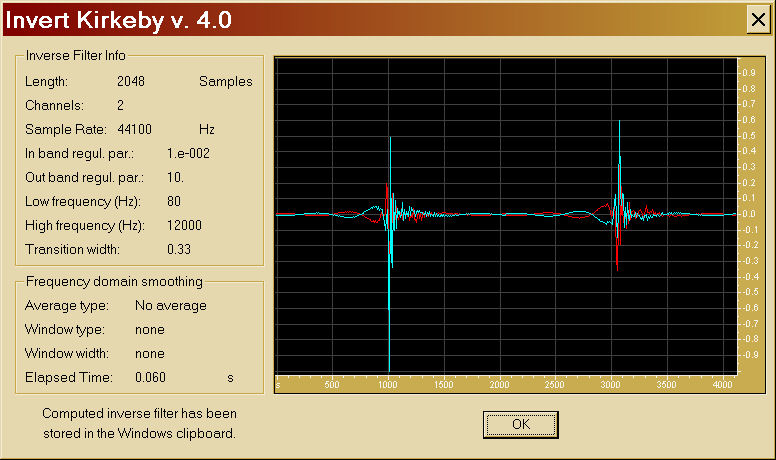 Invert Kirkeby v. 4.0
Inverse Filter Info
Length: 2048 Samples
Channels: 2
Sample Rate: 44100 Hz
In band regul. par.: 1.e-002
Out band regul. par.: 10.
Low frequency (Hz): 80
High frequency (Hz): 12000
Transition width: 0.33
Frequency domain smoothing
Average type: No average
Window type: none
Window width: none
Elapsed Time: 0.060 s
Computed inverse filter has been
stored in the Windows clipboard.
0.9
0.8
0.7
0.6
0.5
0.4
0.3
0.2
0.1
0.0
-0.1
-0.2
-0.3
-0.4
-0.5
-0.6
-0.7
-0.8
-0.9
s 500 1000 1500 2000 2500 3000 3500 4000
OK